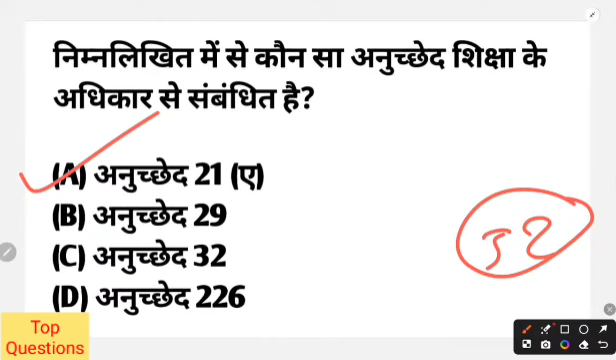 निम्नलिखित में से कौन सा अनुच्छेद शिक्षा के
अधिकार से संबंधित है?
(A) अनुच्छेद 21 (ए)
(B) अनुच्छेद 29
(C) अनुच्छेद 32
(D) अनुच्छेद 226
Top
Questions